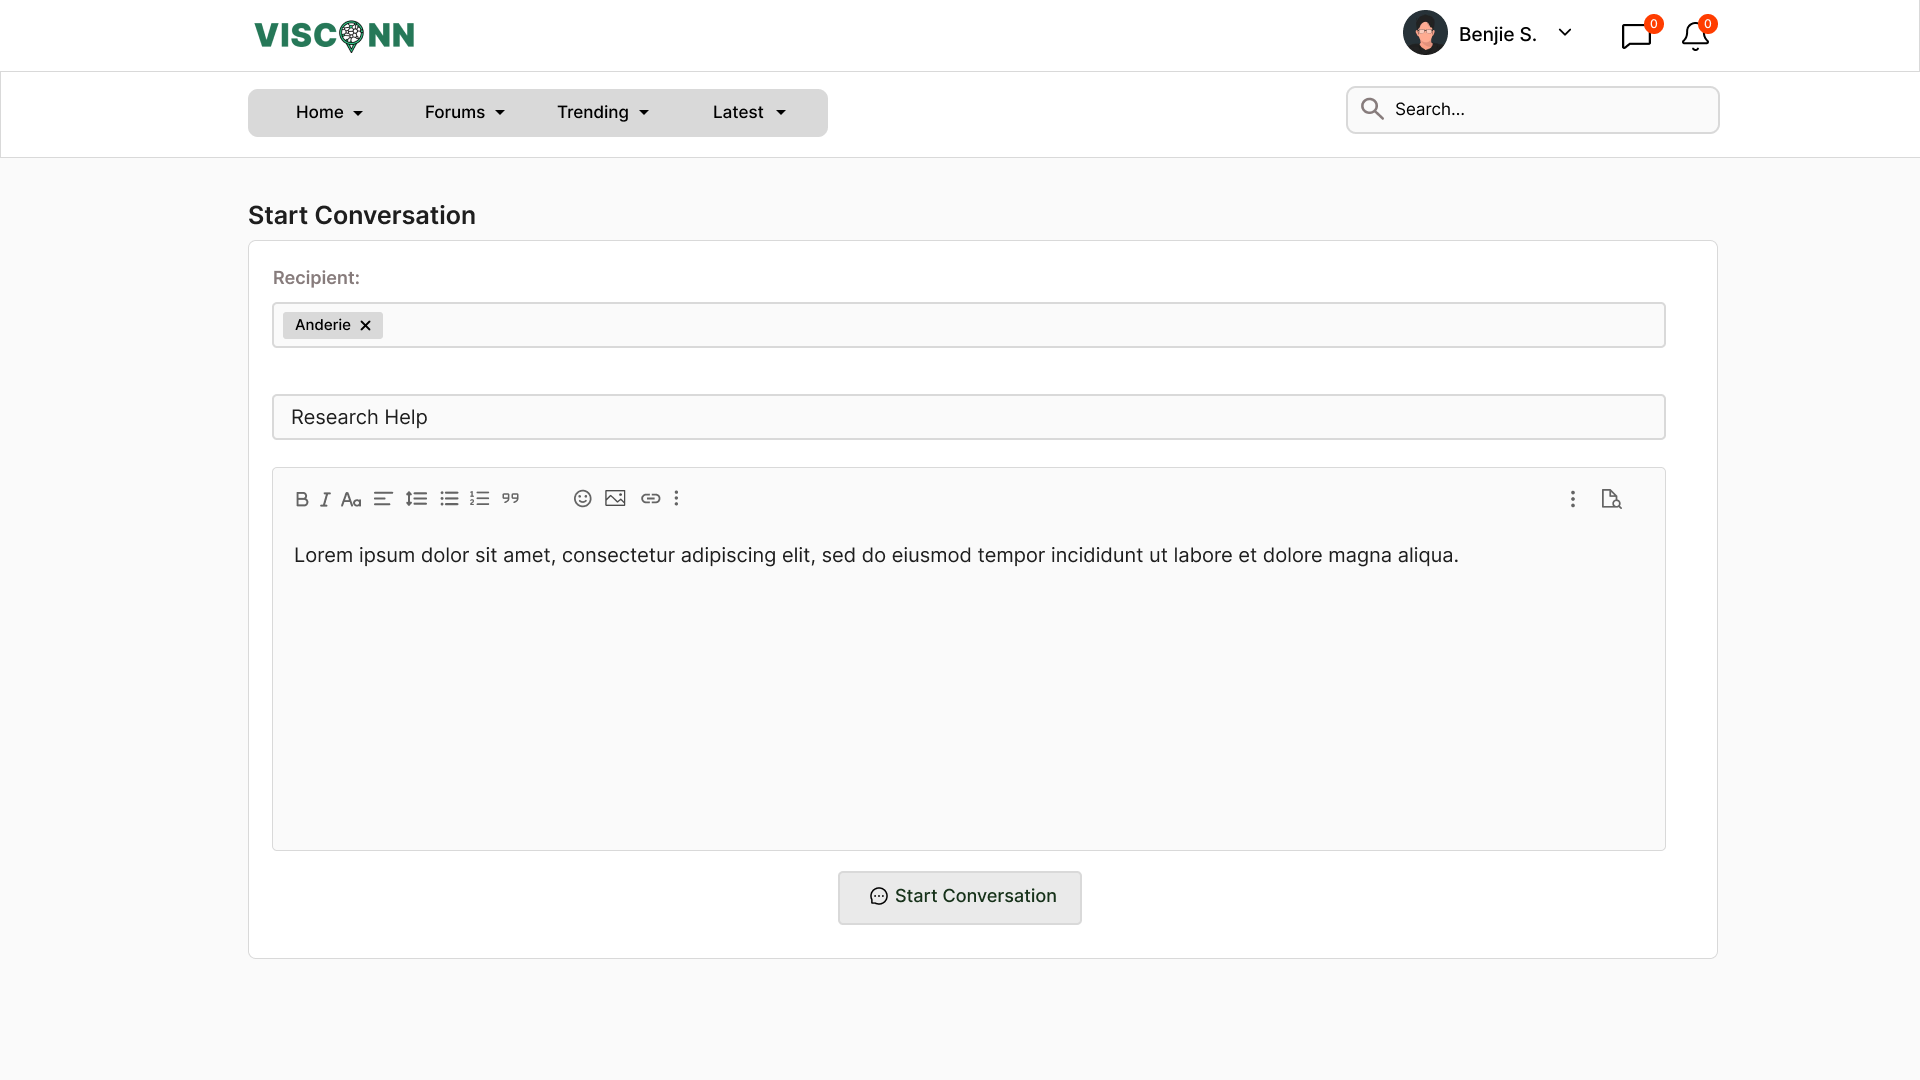 VISCONN
Benjie S.
0
0
Home
Forums
Trending
Latest
Search...
Start Conversation
Recipient:
Anderie
Research Help
Lorem ipsum dolor sit amet, consectetur adipiscing elit, sed do eiusmod tempor incididunt ut labore et dolore magna aliqua.
Start Conversation